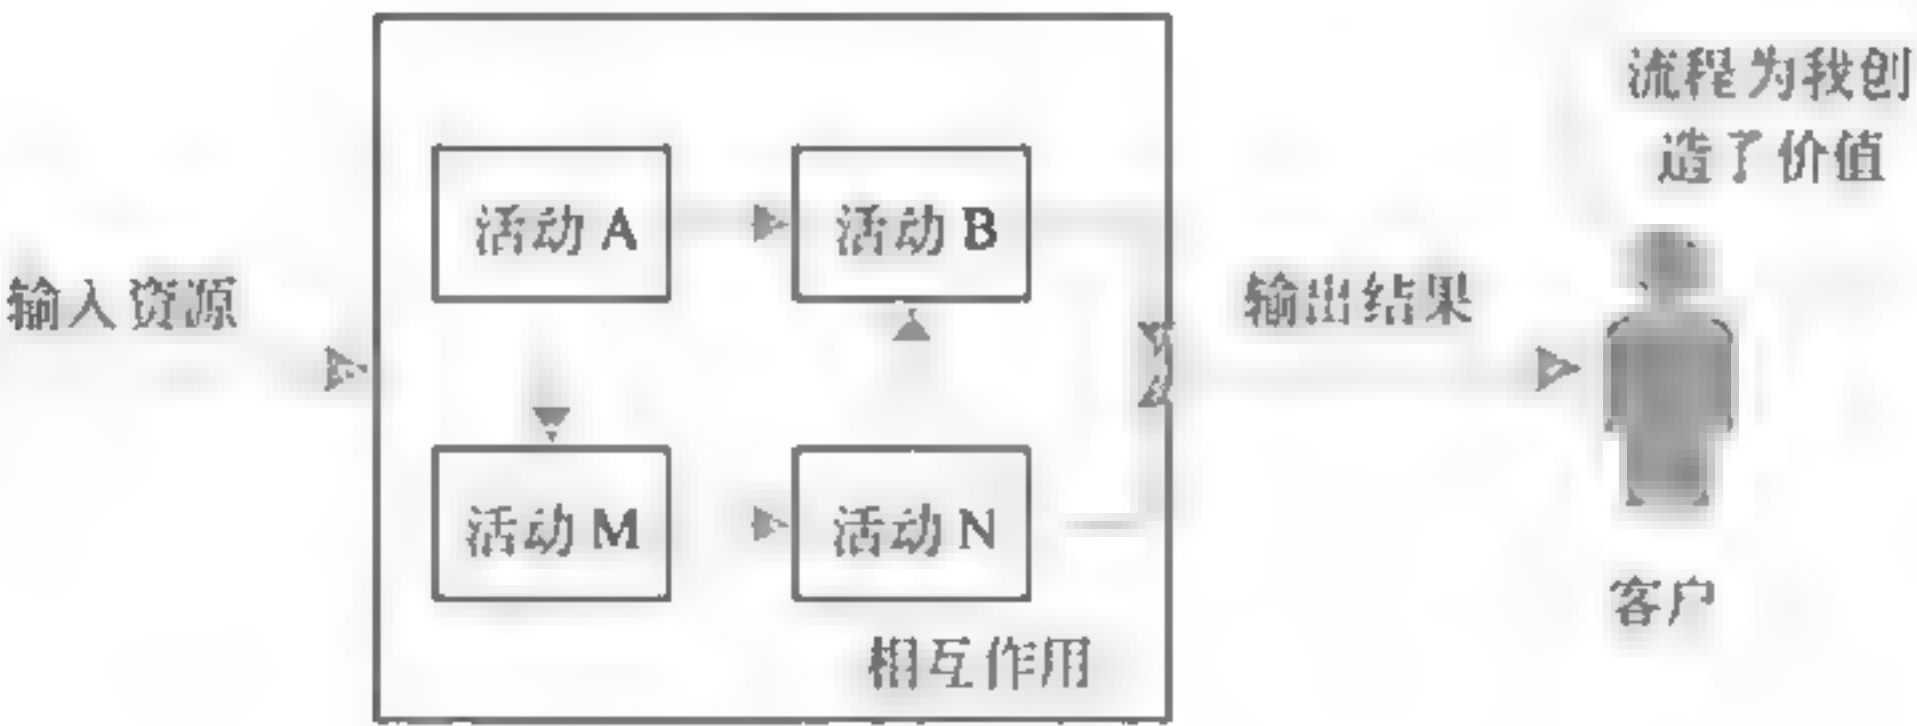 流程为我创
造了价值
活动 A
活动 B
输入资源
输出结果
活动 M
活动 N
客户
相互作用